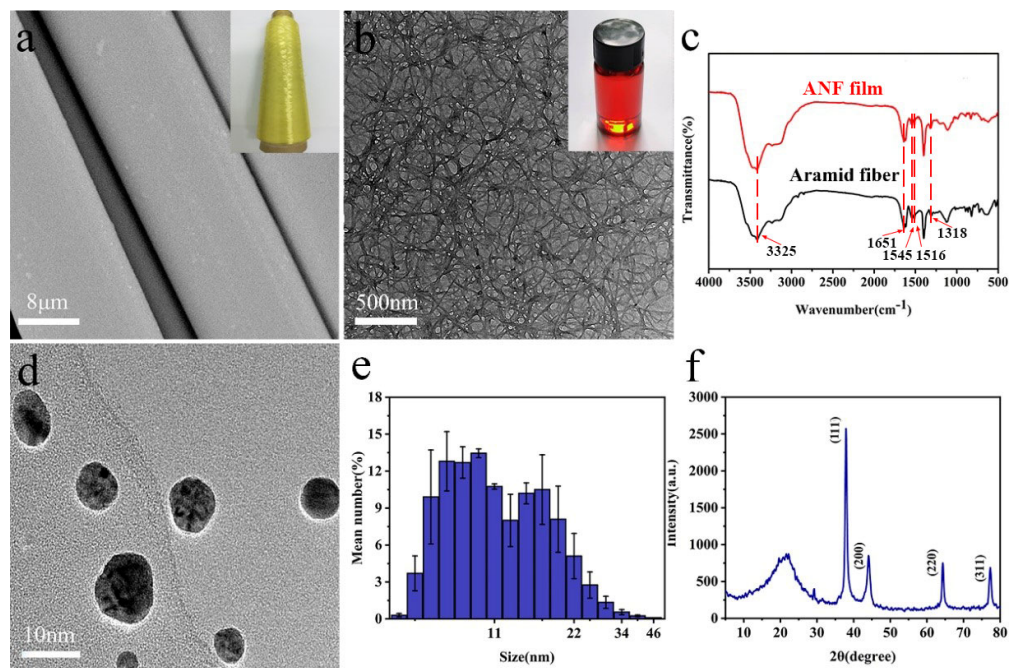 a
8μm
b
500nm
c
ANF film
Aramid fiber
3325
1651
1545
1516
1318
Transmittance(%)
4000 3500 3000 2500 2000 1500 1000 500
Wavenumber(cm-1)
d
10nm
e
18
15
12
9
6
3
0
Mean number(%)
11 22 34 46
Size(nm)
f
3000
2500
2000
1500
1000
500
0
Intensity(a.u.)
(111)
(200)
(220)
(311)
10 20 30 40 50 60 70 80
2θ(degree)